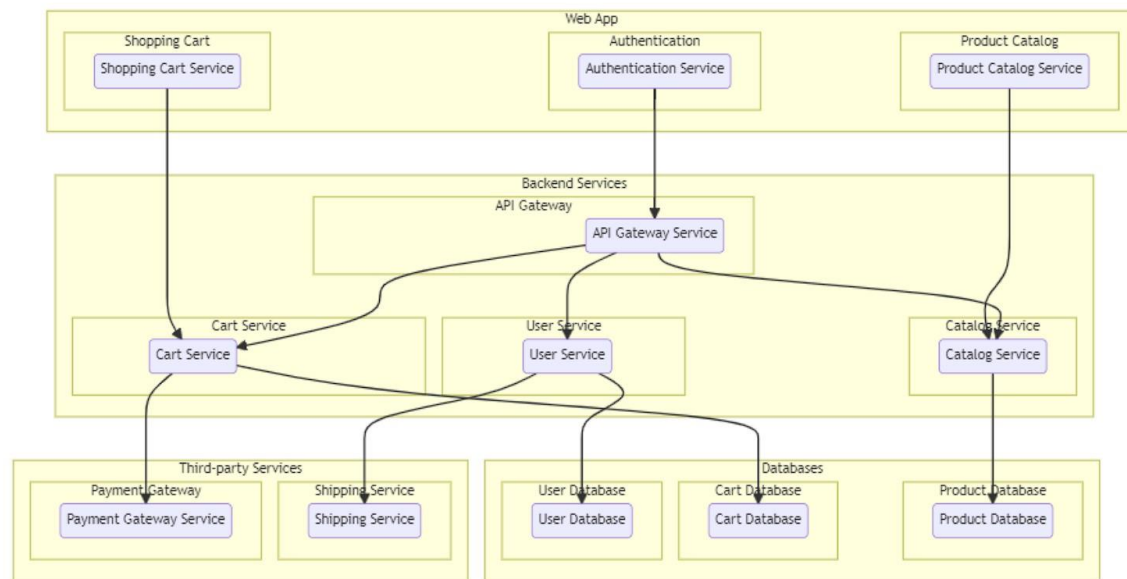 Web App
Shopping Cart
Shopping Cart Service
Authentication
Authentication Service
Product Catalog
Product Catalog Service
Backend Services
API Gateway
API Gateway Service
Cart Service
Cart Service
User Service
User Service
Catalog Service
Catalog Service
Third-party Services
Payment Gateway
Payment Gateway Service
Shipping Service
Shipping Service
Databases
User Database
User Database
Cart Database
Cart Database
Product Database
Product Database